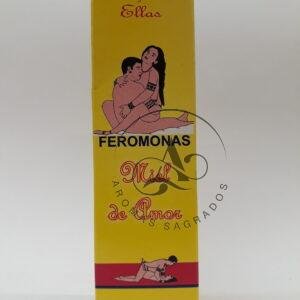 Ellas
FEROMONAS
Miel
de Amor
AROMAS SAGRADOS